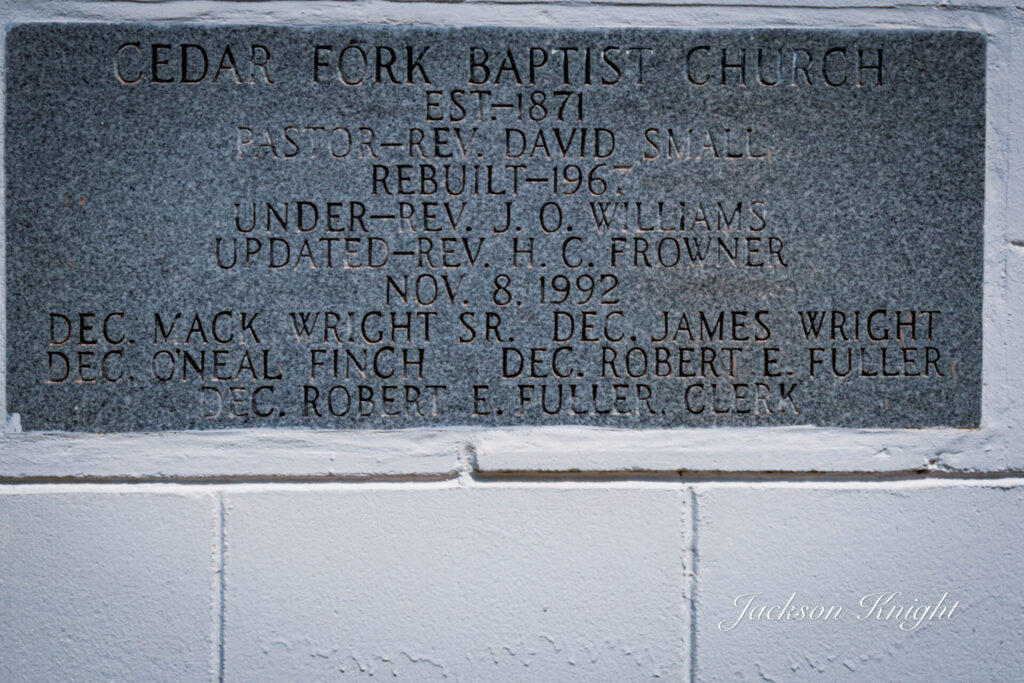 CEDAR FORK BAPTIST CHURCH
EST.-1871
PASTOR-REV. DAVID SMALL
REBUILT-1967
UNDER-REV. J. O. WILLIAMS
UPDATED-REV. H. C. FROWNER
NOV. 8, 1992
DEC. MACK WRIGHT SR. DEC. JAMES WRIGHT
DEC. O'NEAL FINCH DEC. ROBERT E. FULLER
DEC. ROBERT E. FULLER, CLERK
Jackson Knight